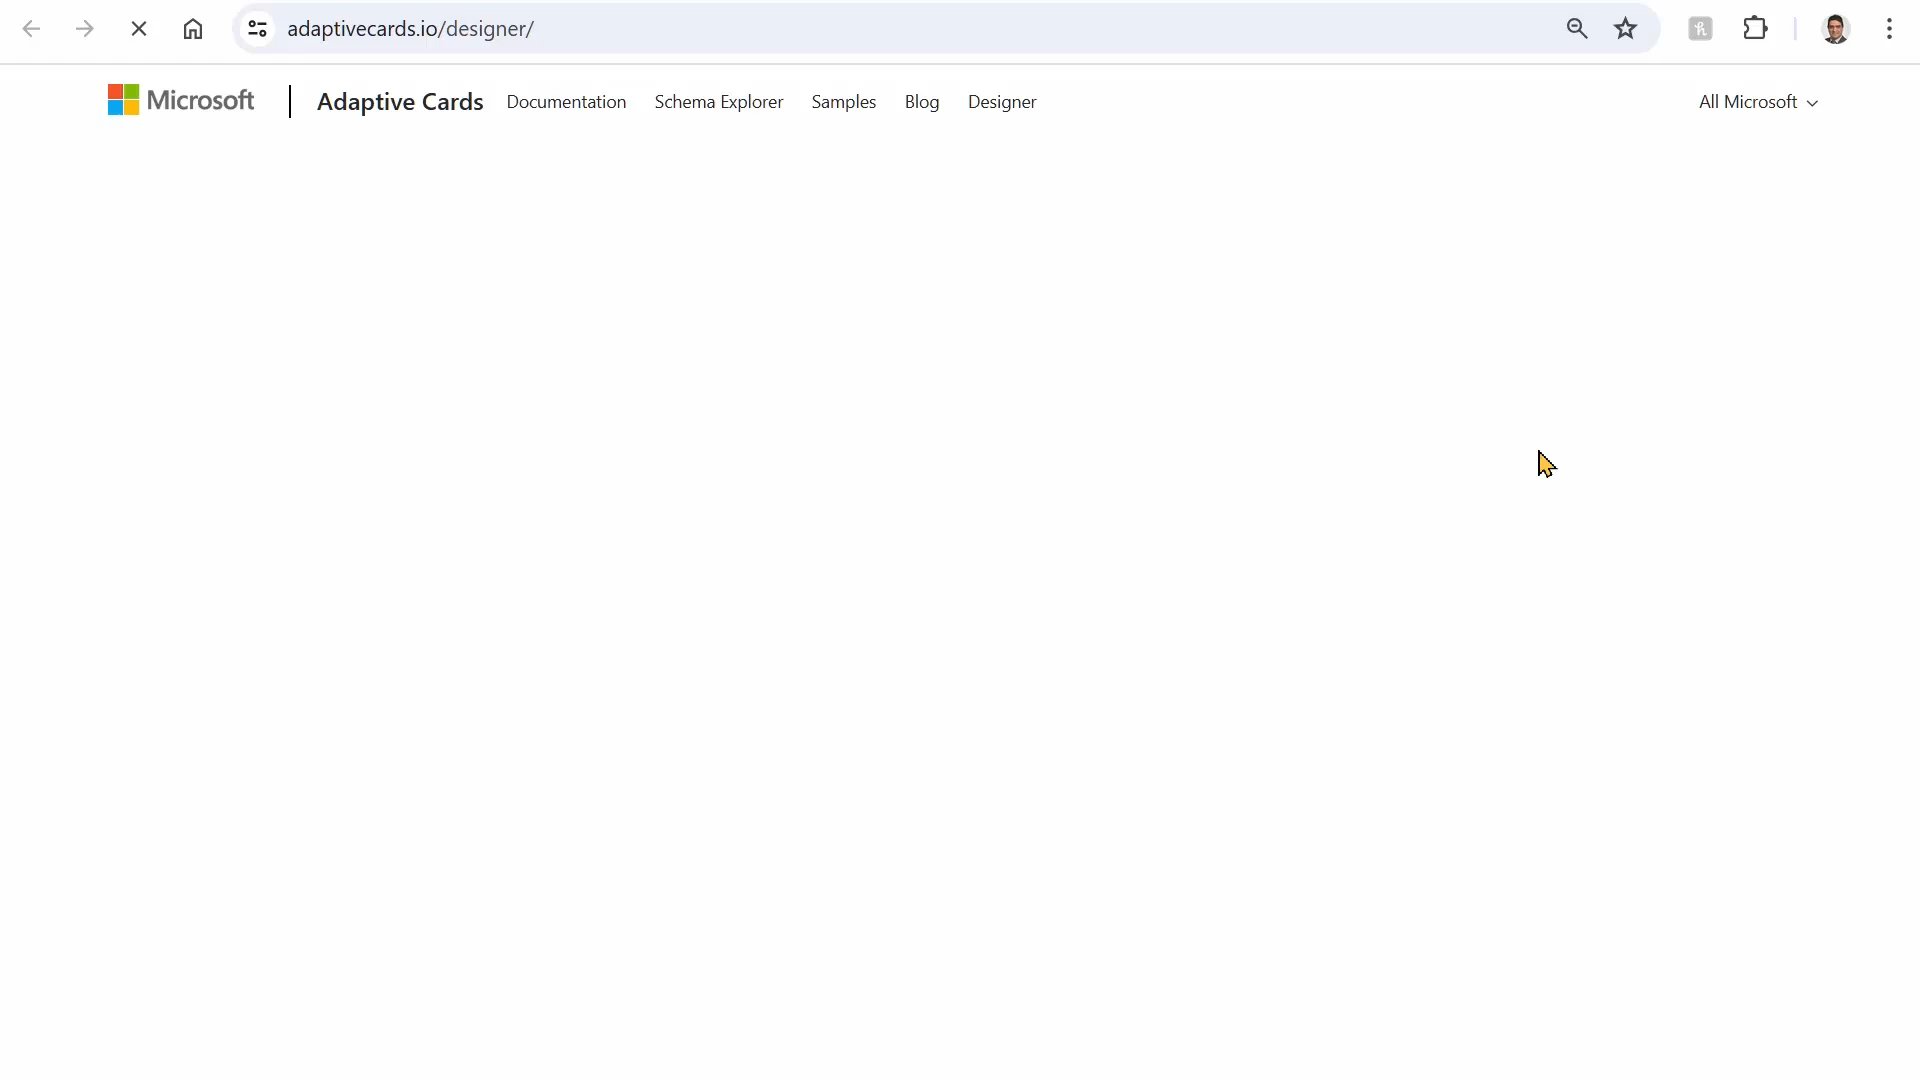 adaptivecards.io/designer/
Microsoft
Adaptive Cards
Documentation
Schema Explorer
Samples
Blog
Designer
All Microsoft